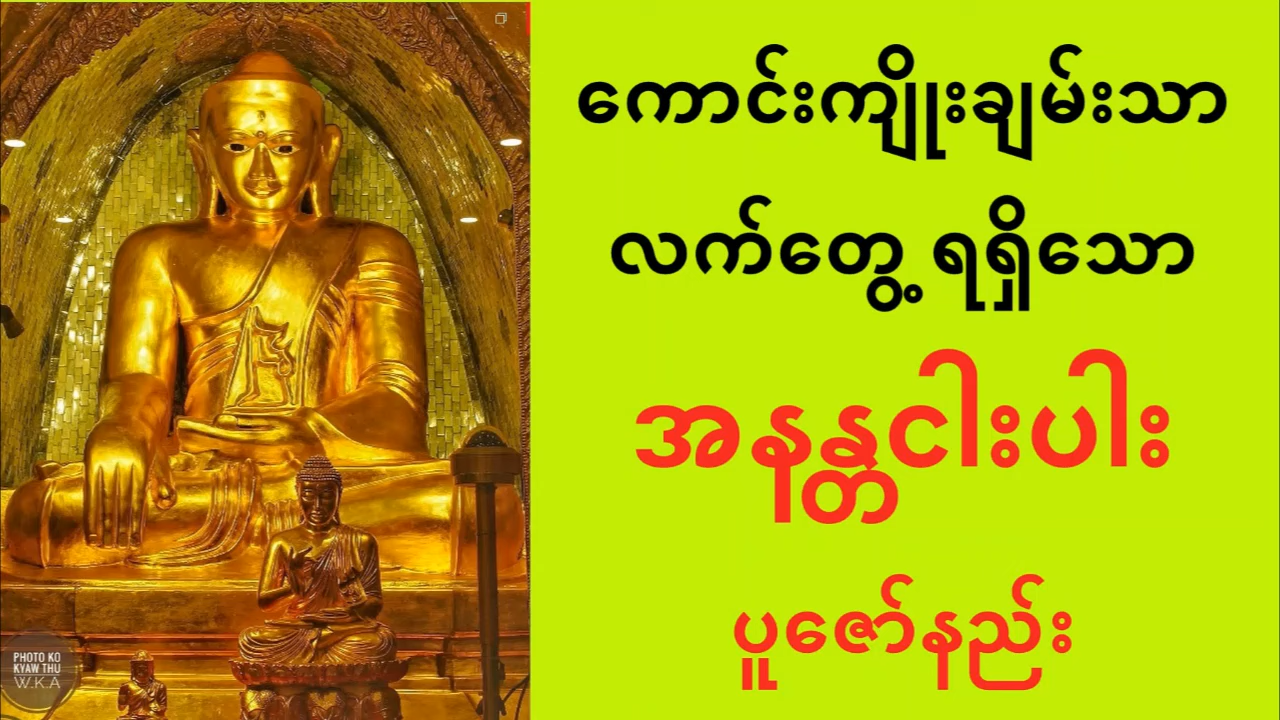 ကောင်းကျိုးချမ်းသာ
လက်တွေ့ ရရှိသော
အနန္တငါးပါး
ပူဇော်နည်း
PHOTO KO
KYAW THU
W.K.A